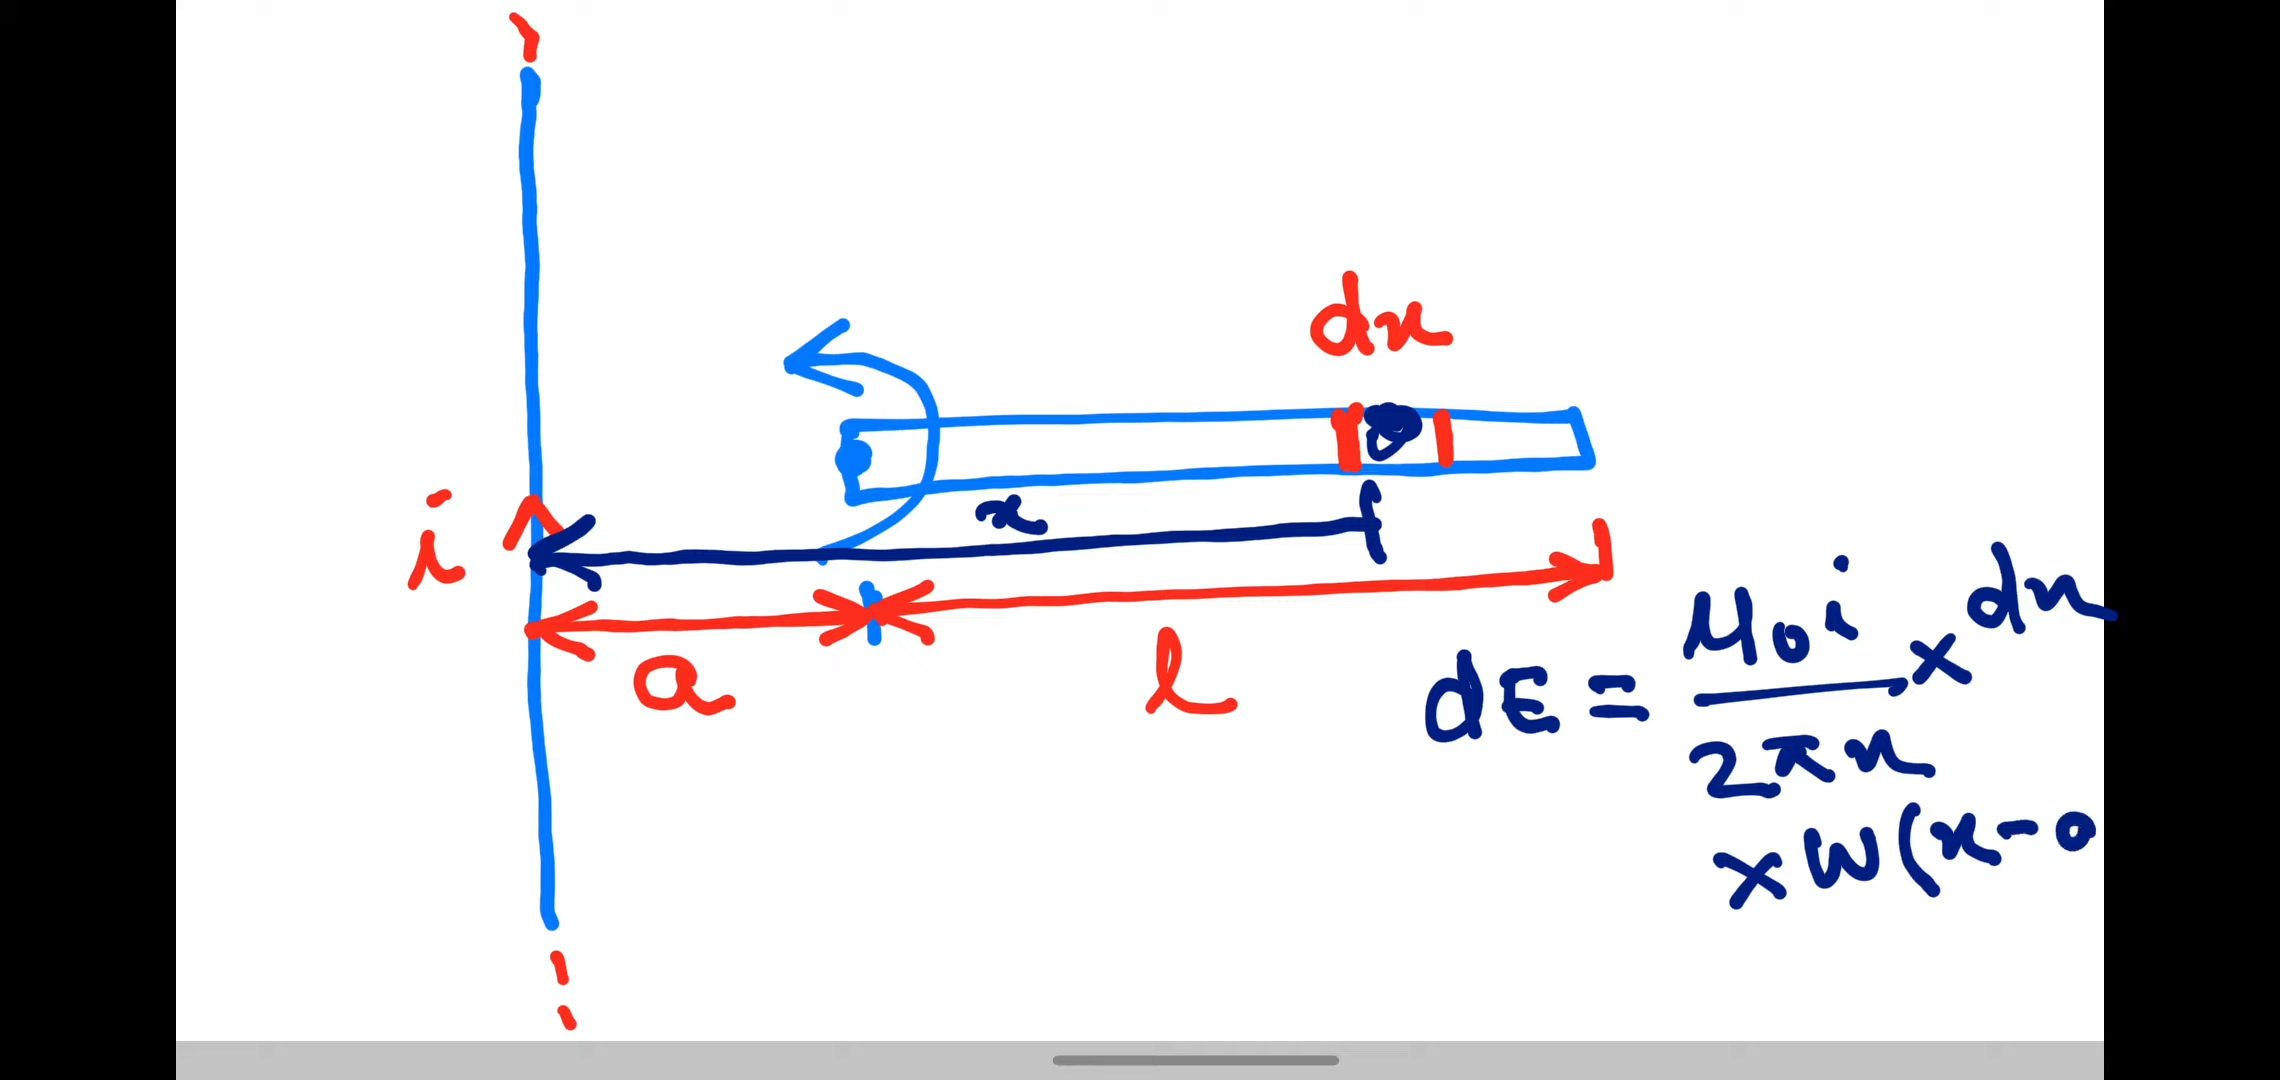 dx
x
i
a
l
dE = μ₀i / 2πx × dx
× W(x-a